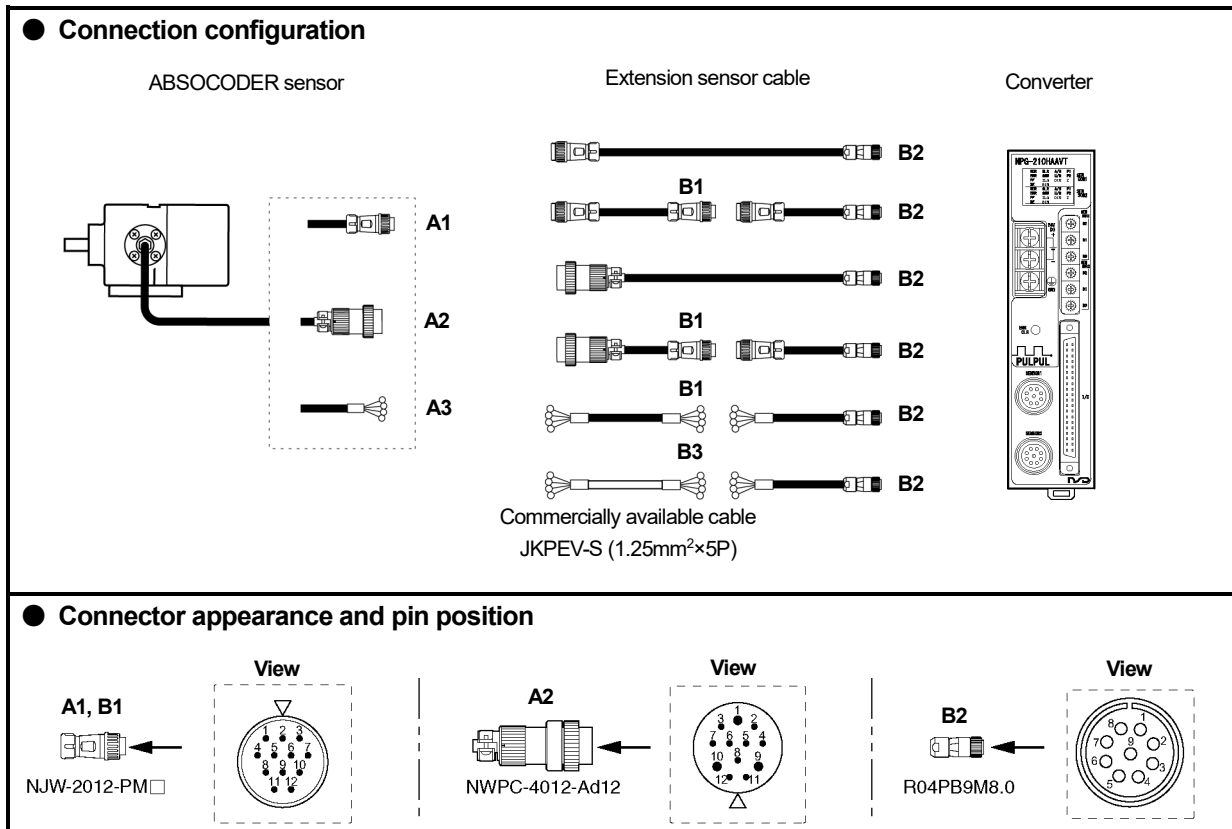 ● Connection configuration
ABSOCODER sensor
Extension sensor cable
Converter
A1
A2
A3
B2
B1
B2
B2
B1
B2
B1
B2
B3
B2
Commercially available cable
JKPEV-S (1.25mm²×5P)
NPG-210HAAVT
PULPUL
SENSOR1
SENSOR2
I/O
● Connector appearance and pin position
A1, B1
NJW-2012-PM□
View
1 2 3
4 5 6 7
8 9 10
11 12
A2
NWPC-4012-Ad12
View
3 1 2
7 6 5 4
10 8 9
12 11
B2
R04PB9M8.0
View
8 1
7 9 2
6 3
5 4